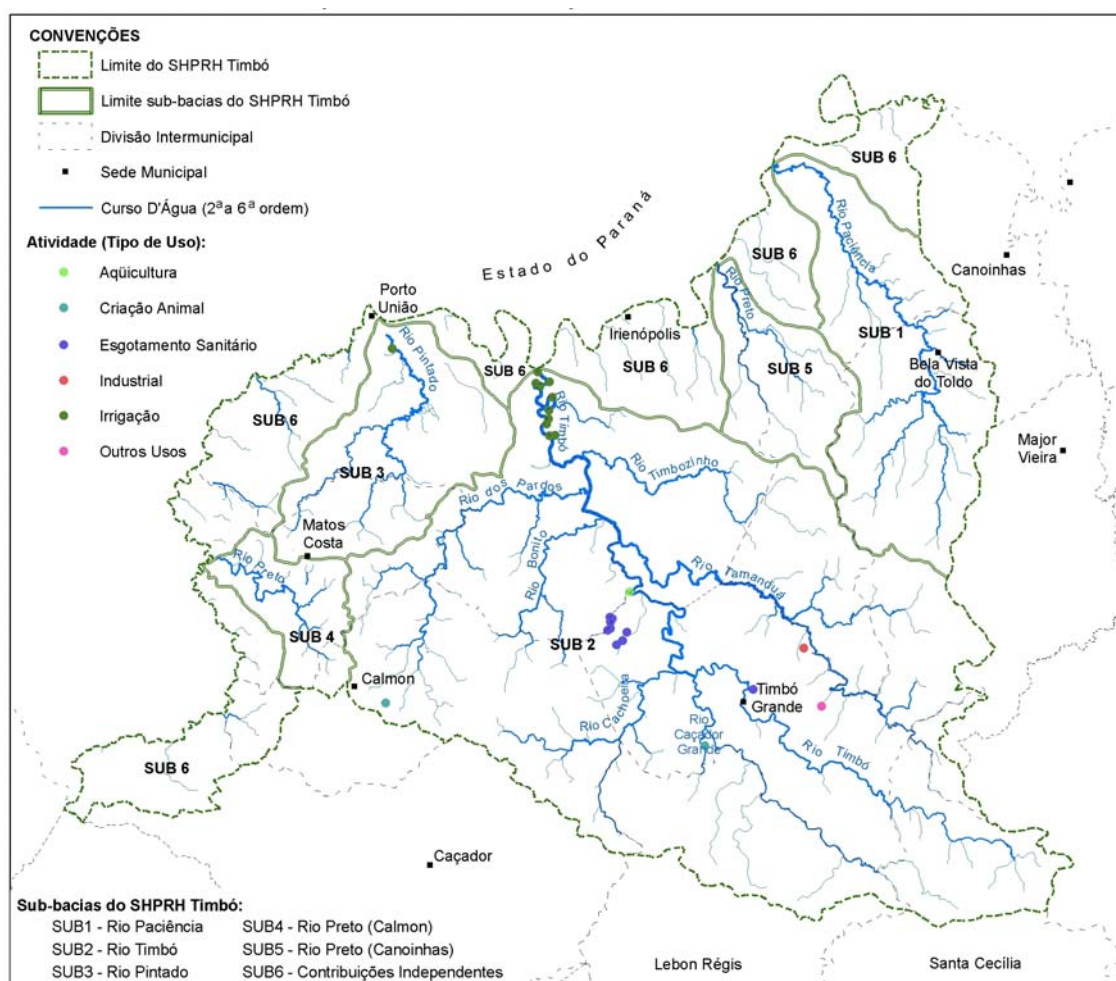 CONVENÇÕES
Limite do SHPRH Timbó
Limite sub-bacias do SHPRH Timbó
Divisão Intermunicipal
Sede Municipal
Curso D'Água (2ª a 6ª ordem)
Atividade (Tipo de Uso):
Aqüicultura
Criação Animal
Esgotamento Sanitário
Industrial
Irrigação
Outros Usos
Estado do Paraná
SUB 6
Rio Paciência
Canoinhas
SUB 6
Rio Preto
Porto
União
Irienópolis
SUB 1
Rio Pintado
SUB 6
SUB 6
SUB 5
Bela Vista
do Toldo
Rio Timbó
SUB 6
Major
Vieira
SUB 3
Rio Timbozinho
Rio dos Pardos
Matos
Costa
Rio Preto
Rio Bonito
Rio Tamanduá
SUB 4
SUB 2
Calmon
Timbó
Grande
Rio Cachoeira
Rio
Caçador
Grande
Rio Timbó
SUB 6
Caçador
Sub-bacias do SHPRH Timbó:
SUB1 - Rio Paciência
SUB2 - Rio Timbó
SUB3 - Rio Pintado
SUB4 - Rio Preto (Calmon)
SUB5 - Rio Preto (Canoinhas)
SUB6 - Contribuições Independentes
Lebon Régis
Santa Cecília